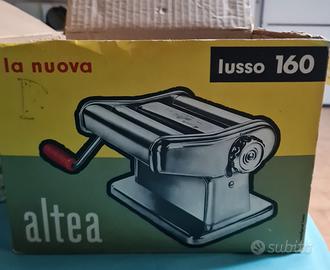 la nuova
lusso 160
altea
subito